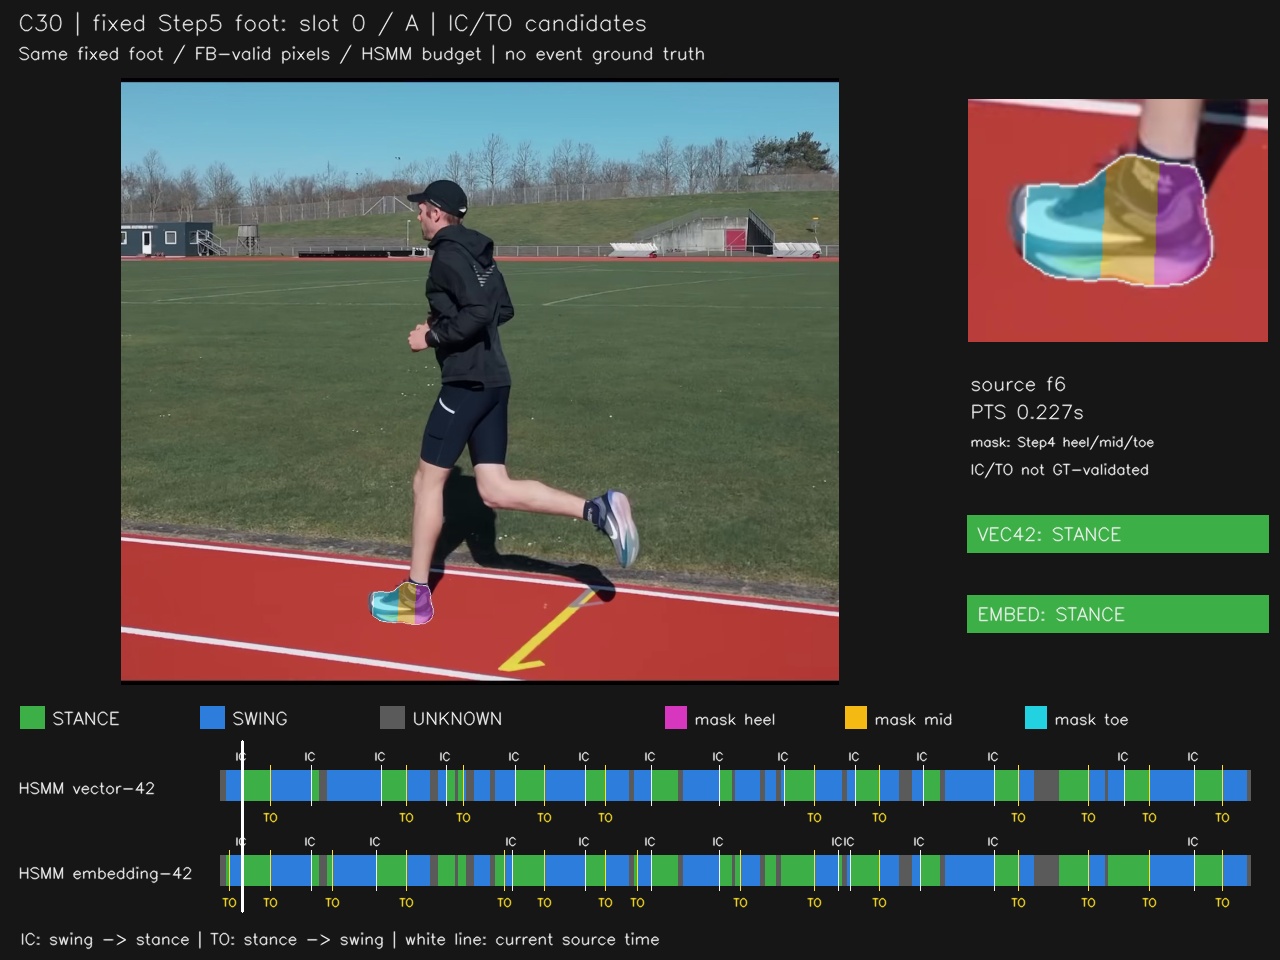 C30 | fixed Step5 foot: slot 0 / A | IC/TO candidates
Same fixed foot / FB-valid pixels / HSMM budget | no event ground truth
source f6
PTS 0.227s
mask: Step4 heel/mid/toe
IC/TO not GT-validated
VEC42: STANCE
EMBED: STANCE
STANCE SWING UNKNOWN mask heel mask mid mask toe
IC IC IC IC IC IC IC IC IC IC IC IC IC IC
HSMM vector-42
TO TO TO TO TO TO TO TO TO TO TO
IC IC IC IC IC IC IC IC IC IC IC IC
HSMM embedding-42
TO TO TO TO TO TO TO TO TO TO TO TO TO TO TO
IC: swing -> stance | TO: stance -> swing | white line: current source time